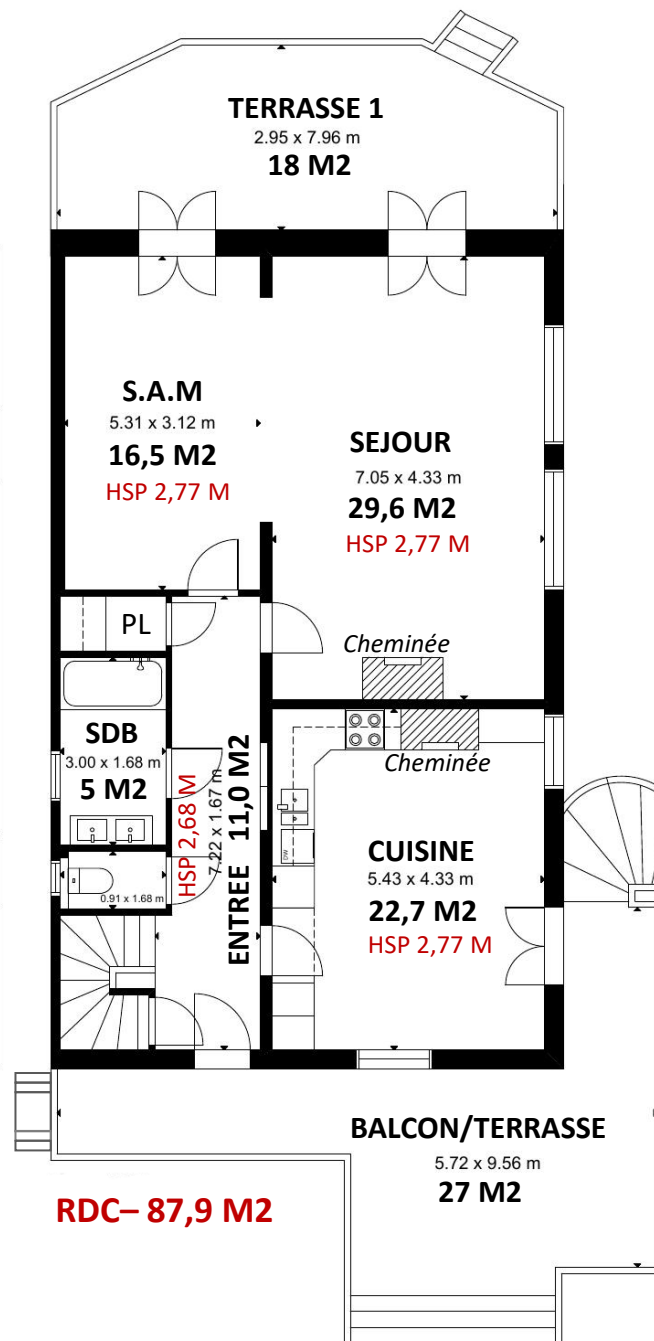 TERRASSE 1
2.95 x 7.96 m
18 M2
S.A.M
5.31 x 3.12 m
16,5 M2
HSP 2,77 M
SEJOUR
7.05 x 4.33 m
29,6 M2
HSP 2,77 M
PL
Cheminée
SDB
3.00 x 1.68 m
5 M2
HSP 2,68 M
7.22 x 1.67 m
ENTREE 11,0 M2
0.91 x 1.68 m
Cheminée
DW
CUISINE
5.43 x 4.33 m
22,7 M2
HSP 2,77 M
BALCON/TERRASSE
5.72 x 9.56 m
27 M2
RDC– 87,9 M2